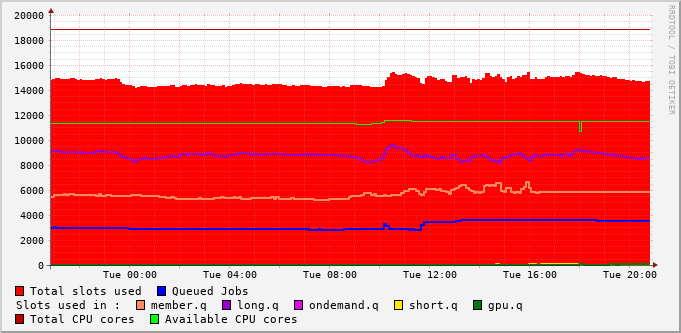 20000
18000
16000
14000
12000
10000
8000
6000
4000
2000
0
Tue 00:00 Tue 04:00 Tue 08:00 Tue 12:00 Tue 16:00 Tue 20:00
Total slots used Queued Jobs
Slots used in : member.q long.q ondemand.q short.q gpu.q
Total CPU cores Available CPU cores
RRDTOOL / TOBI OETIKER